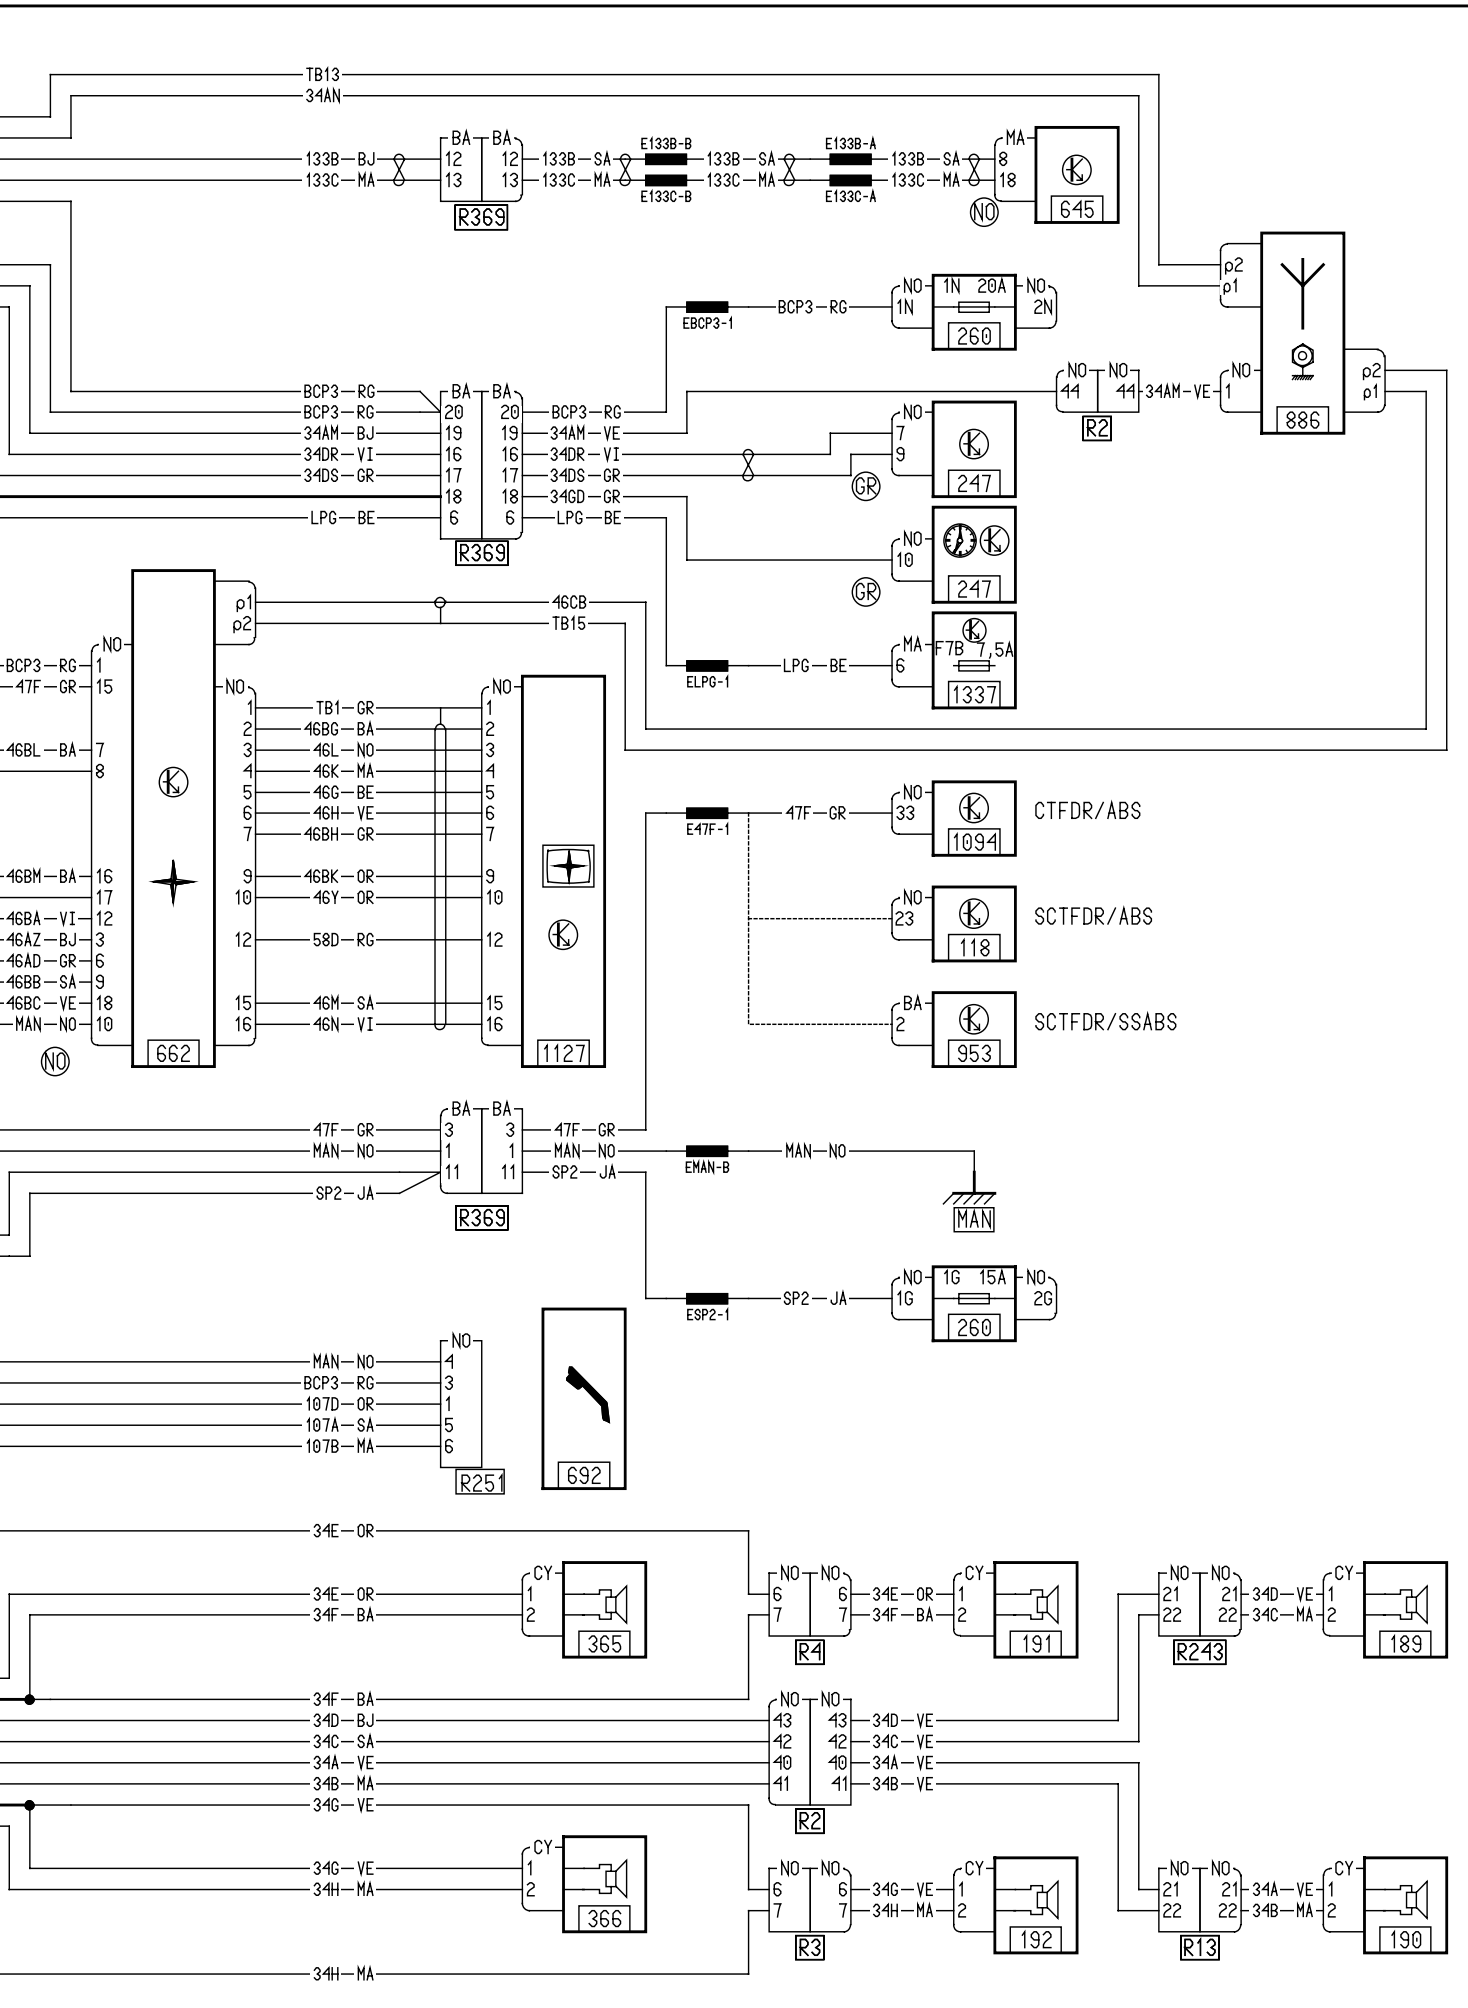 TB13
34AN
BA BA E133B-B E133B-A MA
133B BJ 12 12 133B SA 133B SA 133B SA 8
133C MA 13 13 133C MA 133C MA 133C MA 18
E133C-B E133C-A
R369 NO 645
p2
p1
NO 1N 20A NO
BCP3 RG 1N 2N
EBCP3-1
260
NO NO NO p2
BCP3 RG BA BA 44 44 34AM VE 1 p1
BCP3 RG 20 20 BCP3 RG NO
R2 886
34AM BJ 19 19 34AM VE 7
34DR VI 16 16 34DR VI 9
34DS GR 17 17 34DS GR
GR 247
18 18 34GD GR
LPG BE 6 6 LPG BE
R369
NO
10
GR 247
p1 46CB
p2 TB15
NO MA F7B 7,5A
BCP3 RG 1 LPG BE 6
ELPG-1
47F GR 15 NO NO 1337
1 TB1 GR 1
2 46BG BA 2
46BL BA 7 3 46L NO 3
8 4 46K MA 4
5 46G BE 5
6 46H VE 6
7 46BH GR 7
NO
47F GR 33 CTFDR/ABS
E47F-1
1094
46BM BA 16 9 46BK OR 9
17 10 46Y OR 10
NO
46BA VI 12 23 SCTFDR/ABS
46AZ BJ 3 12 58D RG 12
118
46AD GR 6
46BB SA 9
46BC VE 18 15 46M SA 15 BA
MAN NO 10 16 46N VI 16 2 SCTFDR/SSABS
NO 662 1127 953
BA BA
47F GR 3 3 47F GR
MAN NO 1 1 MAN NO MAN NO
EMAN-B
11 11 SP2 JA
SP2 JA
R369 MAN
NO 1G 15A NO
SP2 JA 1G 2G
ESP2-1
260
NO
MAN NO 4
BCP3 RG 3
107D OR 1
107A SA 5
107B MA 6
R251 692
34E OR
CY NO NO CY NO NO CY
34E OR 1 6 6 34E OR 1 21 21 34D VE 1
34F BA 2 7 7 34F BA 2 22 22 34C MA 2
365 R4 191 R243 189
34F BA NO NO
34D BJ 43 43 34D VE
34C SA 42 42 34C VE
34A VE 40 40 34A VE
34B MA 41 41 34B VE
34G VE
R2
CY
34G VE 1 NO NO CY NO NO CY
34H MA 2 6 6 34G VE 1 21 21 34A VE 1
7 7 34H MA 2 22 22 34B MA 2
366 R3 192 R13 190
34H MA